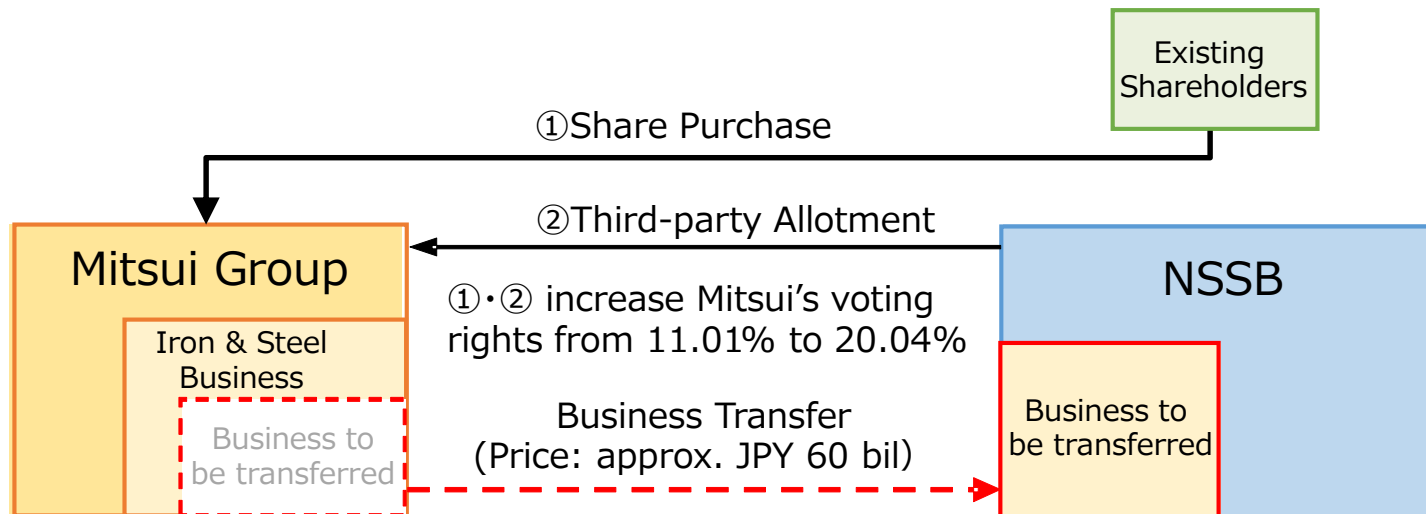 Existing
Shareholders
①Share Purchase
②Third-party Allotment
Mitsui Group
NSSB
①・② increase Mitsui’s voting
rights from 11.01% to 20.04%
Iron & Steel
Business
Business to
be transferred
Business Transfer
(Price: approx. JPY 60 bil）
Business to
be transferred